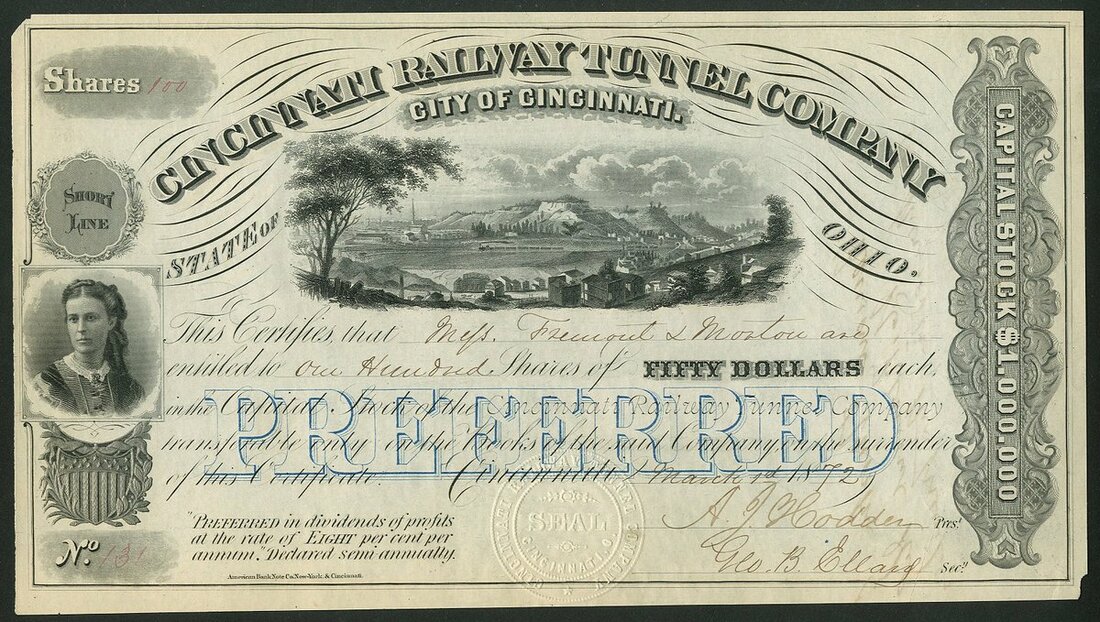 Shares 100
CINCINNATI RAILWAY TUNNEL COMPANY
CITY OF CINCINNATI.
SHORT
LINE
STATE OF OHIO.
This Certifies, that Mess. Fremont & Morton are
entitled to One Hundred Shares of FIFTY DOLLARS each,
in the Capital Stock of the Cincinnati Railway Tunnel Company
PREFERRED
transferable only on the Books of the said Company on the surrender
of this Certificate. Cincinnati March 1872
SEAL
CINCINNATI, O.
"PREFERRED in dividends of profits
at the rate of EIGHT per cent per
annum." Declared semi annually.
A. J. Hodder Pres't
Geo. B. Ellard Sec'y
No. 131
American Bank Note Co. New-York & Cincinnati.
CAPITAL STOCK $1,000,000